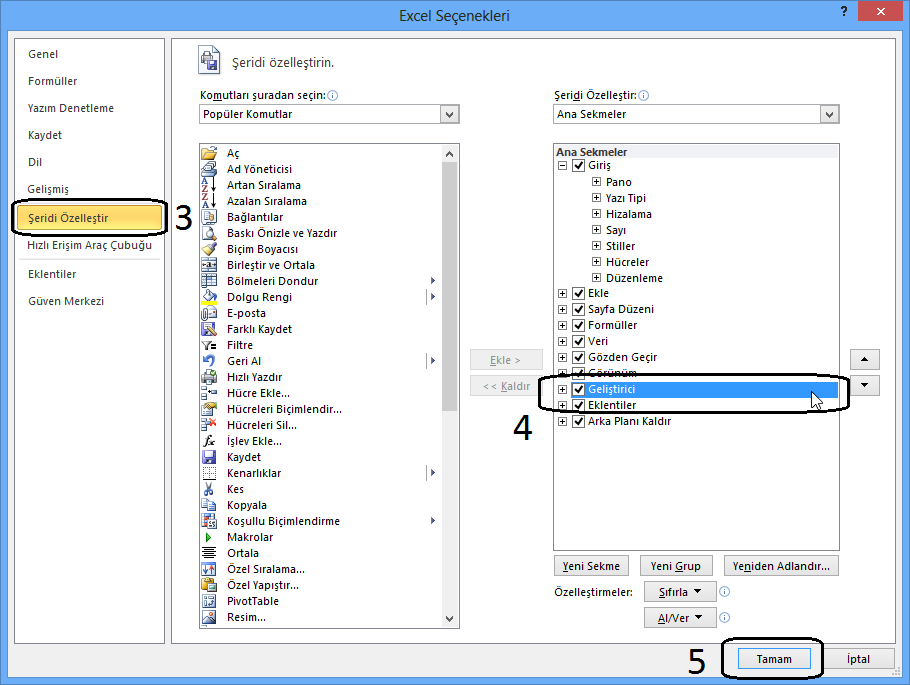 Excel Seçenekleri
?
Genel
Formüller
Yazım Denetleme
Kaydet
Dil
Gelişmiş
Şeridi Özelleştir
3
Hızlı Erişim Araç Çubuğu
Eklentiler
Güven Merkezi
Şeridi özelleştirin.
Komutları şuradan seçin:
Popüler Komutlar
Aç
Ad Yöneticisi
Artan Sıralama
Azalan Sıralama
Bağlantılar
Baskı Önizle ve Yazdır
Biçim Boyacısı
Birleştir ve Ortala
Bölmeleri Dondur
Dolgu Rengi
E-posta
Farklı Kaydet
Filtre
Geri Al
Hızlı Yazdır
Hücre Ekle...
Hücreleri Biçimlendir...
Hücreleri Sil...
İşlev Ekle...
Kaydet
Kenarlıklar
Kes
Kopyala
Koşullu Biçimlendirme
Makrolar
Ortala
Özel Sıralama...
Özel Yapıştır...
PivotTable
Resim...
Ekle >
<< Kaldır
4
Şeridi Özelleştir:
Ana Sekmeler
Ana Sekmeler
Giriş
Pano
Yazı Tipi
Hizalama
Sayı
Stiller
Hücreler
Düzenleme
Ekle
Sayfa Düzeni
Formüller
Veri
Gözden Geçir
Görünüm
Geliştirici
Eklentiler
Arka Planı Kaldır
Yeni Sekme Yeni Grup Yeniden Adlandır...
Özelleştirmeler: Sıfırla
Al/Ver
5 Tamam İptal